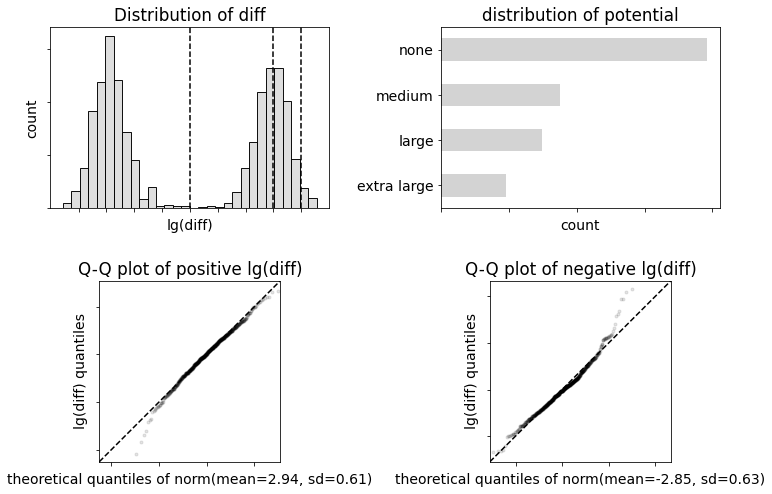 Distribution of diff
count
lg(diff)
distribution of potential
none
medium
large
extra large
count
Q-Q plot of positive lg(diff)
lg(diff) quantiles
theoretical quantiles of norm(mean=2.94, sd=0.61)
Q-Q plot of negative lg(diff)
lg(diff) quantiles
theoretical quantiles of norm(mean=-2.85, sd=0.63)